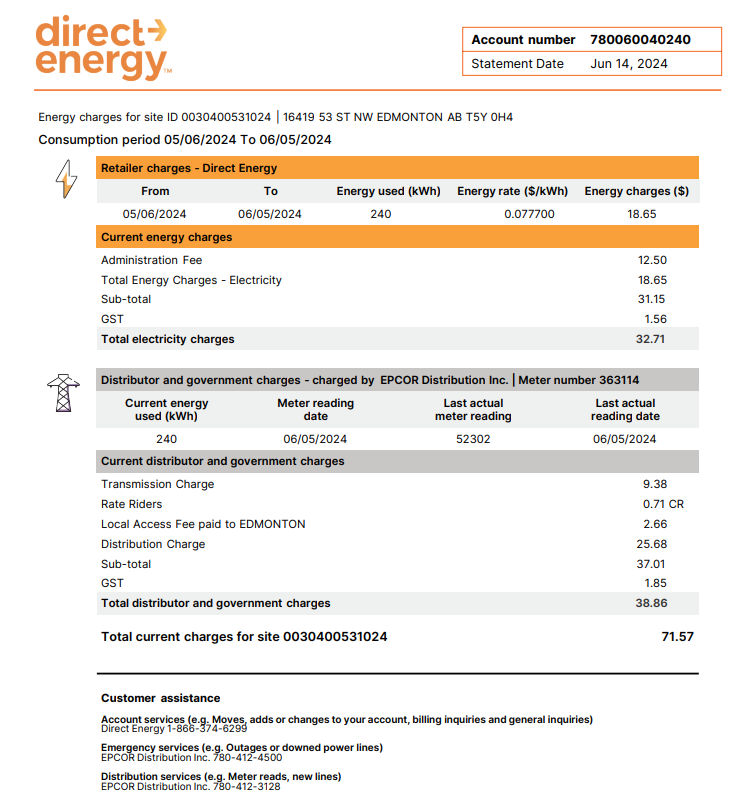 direct
energy™
Account number 780060040240
Statement Date Jun 14, 2024
Energy charges for site ID 0030400531024 | 16419 53 ST NW EDMONTON AB T5Y 0H4
Consumption period 05/06/2024 To 06/05/2024
Retailer charges - Direct Energy
From To Energy used (kWh) Energy rate ($/kWh) Energy charges ($)
05/06/2024 06/05/2024 240 0.077700 18.65
Current energy charges
Administration Fee 12.50
Total Energy Charges - Electricity 18.65
Sub-total 31.15
GST 1.56
Total electricity charges 32.71
Distributor and government charges - charged by EPCOR Distribution Inc. | Meter number 363114
Current energy Meter reading Last actual Last actual
used (kWh) date meter reading reading date
240 06/05/2024 52302 06/05/2024
Current distributor and government charges
Transmission Charge 9.38
Rate Riders 0.71 CR
Local Access Fee paid to EDMONTON 2.66
Distribution Charge 25.68
Sub-total 37.01
GST 1.85
Total distributor and government charges 38.86
Total current charges for site 0030400531024 71.57
Customer assistance
Account services (e.g. Moves, adds or changes to your account, billing inquiries and general inquiries)
Direct Energy 1-866-374-6299
Emergency services (e.g. Outages or downed power lines)
EPCOR Distribution Inc. 780-412-4500
Distribution services (e.g. Meter reads, new lines)
EPCOR Distribution Inc. 780-412-3128